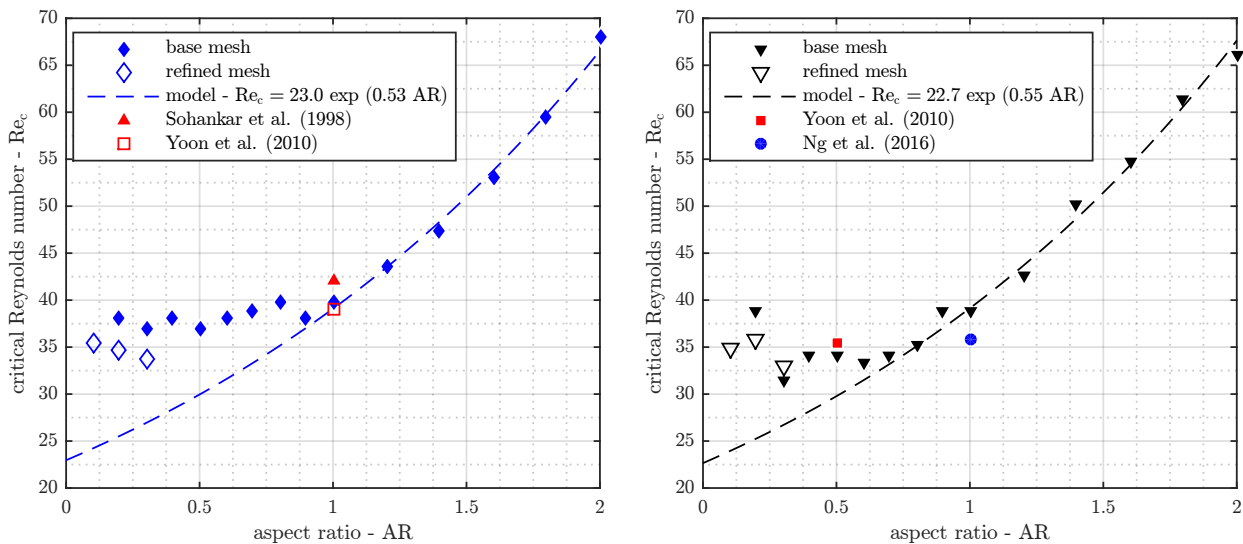 70
65
60
55
50
45
40
35
30
25
20
critical Reynolds number - Re_c
base mesh
refined mesh
model - Re_c = 23.0 exp (0.53 AR)
Sohankar et al. (1998)
Yoon et al. (2010)
0 0.5 1 1.5 2
aspect ratio - AR
70
65
60
55
50
45
40
35
30
25
20
critical Reynolds number - Re_c
base mesh
refined mesh
model - Re_c = 22.7 exp (0.55 AR)
Yoon et al. (2010)
Ng et al. (2016)
0 0.5 1 1.5 2
aspect ratio - AR